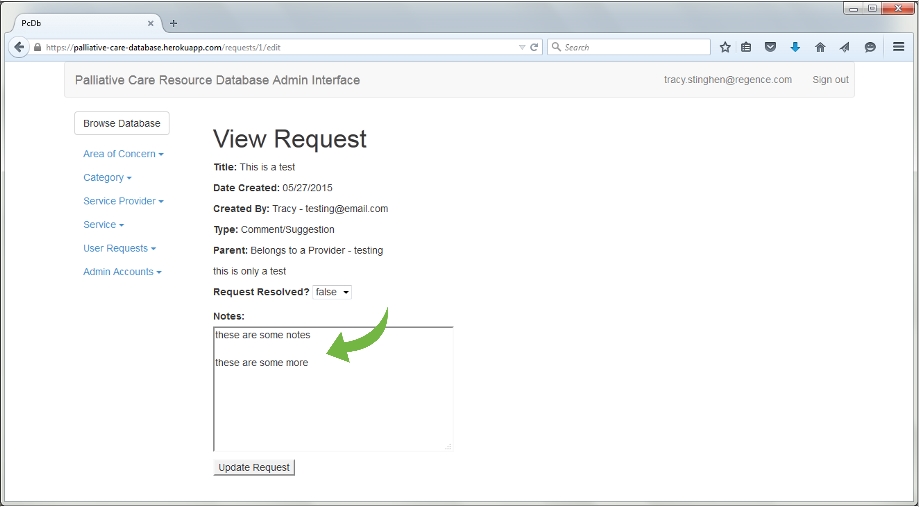 PcDb
https://palliative-care-database.herokuapp.com/requests/1/edit
Search
Palliative Care Resource Database Admin Interface
tracy.stinghen@regence.com
Sign out
Browse Database
Area of Concern
Category
Service Provider
Service
User Requests
Admin Accounts
View Request
Title: This is a test
Date Created: 05/27/2015
Created By: Tracy - testing@email.com
Type: Comment/Suggestion
Parent: Belongs to a Provider - testing
this is only a test
Request Resolved? false
Notes:
these are some notes
these are some more
Update Request